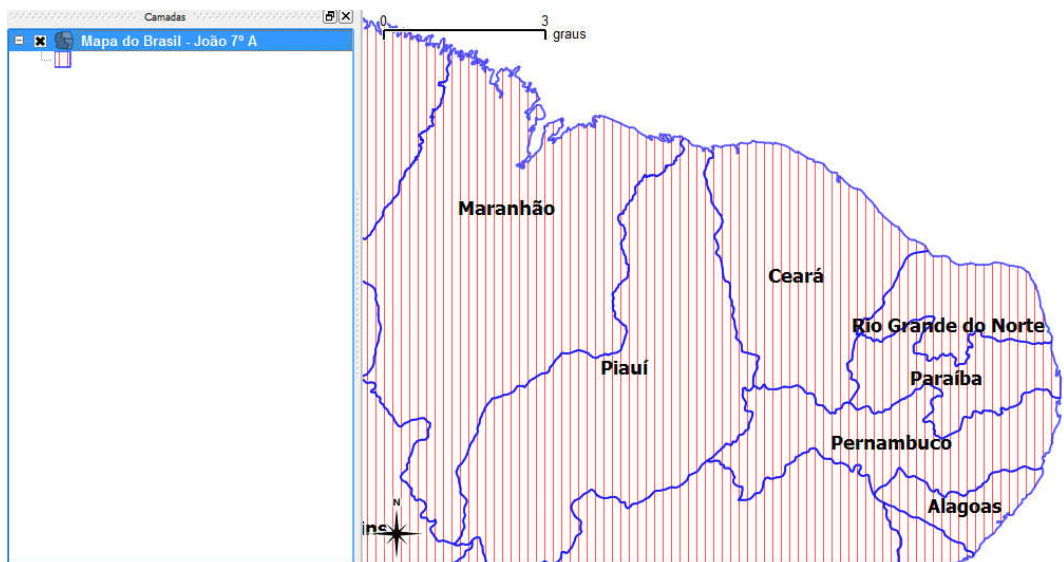 Camadas
Mapa do Brasil - João 7º A
0 3
graus
Maranhão
Ceará
Rio Grande do Norte
Piauí
Paraíba
Pernambuco
Alagoas
N
ins